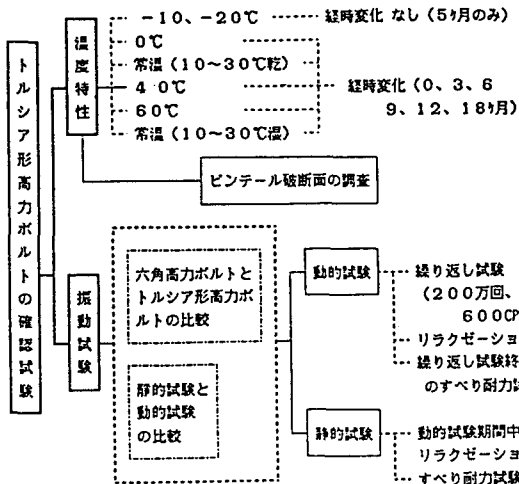 トルシア形高力ボルトの確認試験
温度特性
-10、-20℃
経時変化 なし(5ヶ月のみ)
0℃
常温(10~30℃乾)
40℃
経時変化(0、3、6
9、12、18ヶ月)
60℃
常温(10~30℃湿)
ピンテール破断面の調査
振動試験
六角高力ボルトと
トルシア形高力ボ
ルトの比較
静的試験と
動的試験
の比較
動的試験
繰り返し試験
(200万回、
600CP
リラクゼーショ
繰り返し試験終
のすべり耐力試
静的試験
動的試験期間中
リラクゼーショ
すべり耐力試験